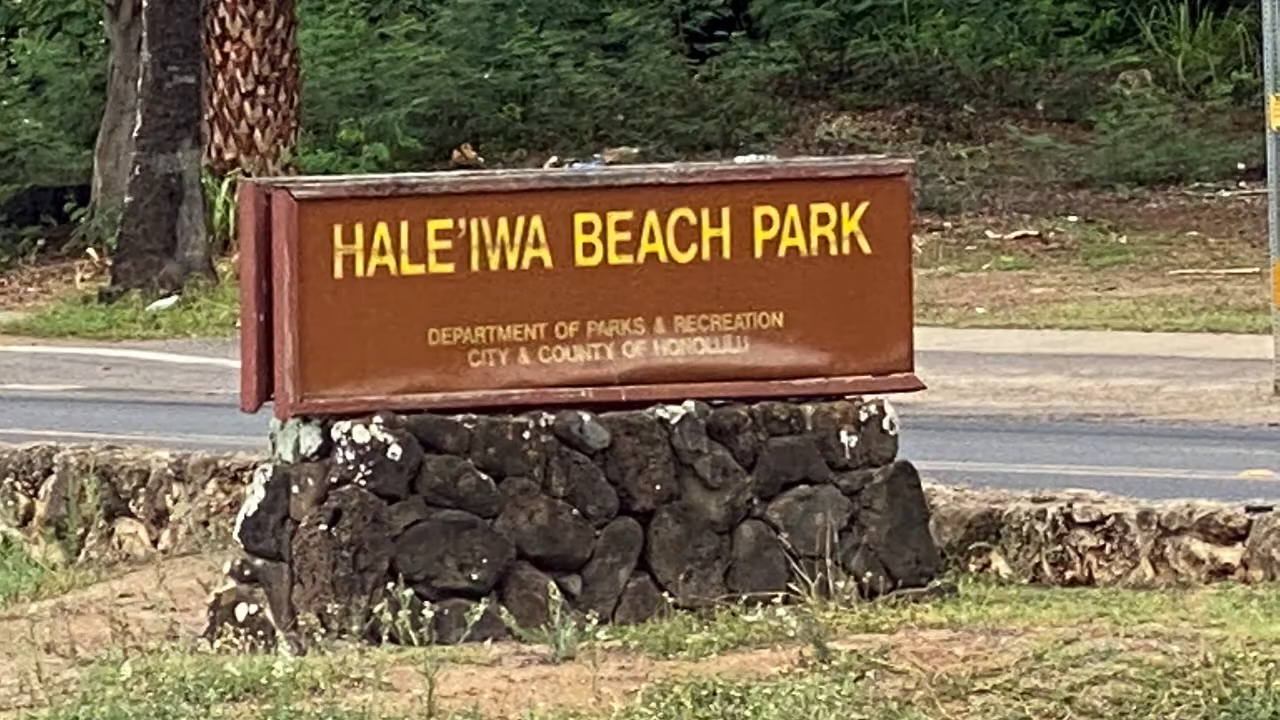 HALE'IWA BEACH PARK
DEPARTMENT OF PARKS & RECREATION
CITY & COUNTY OF HONOLULU